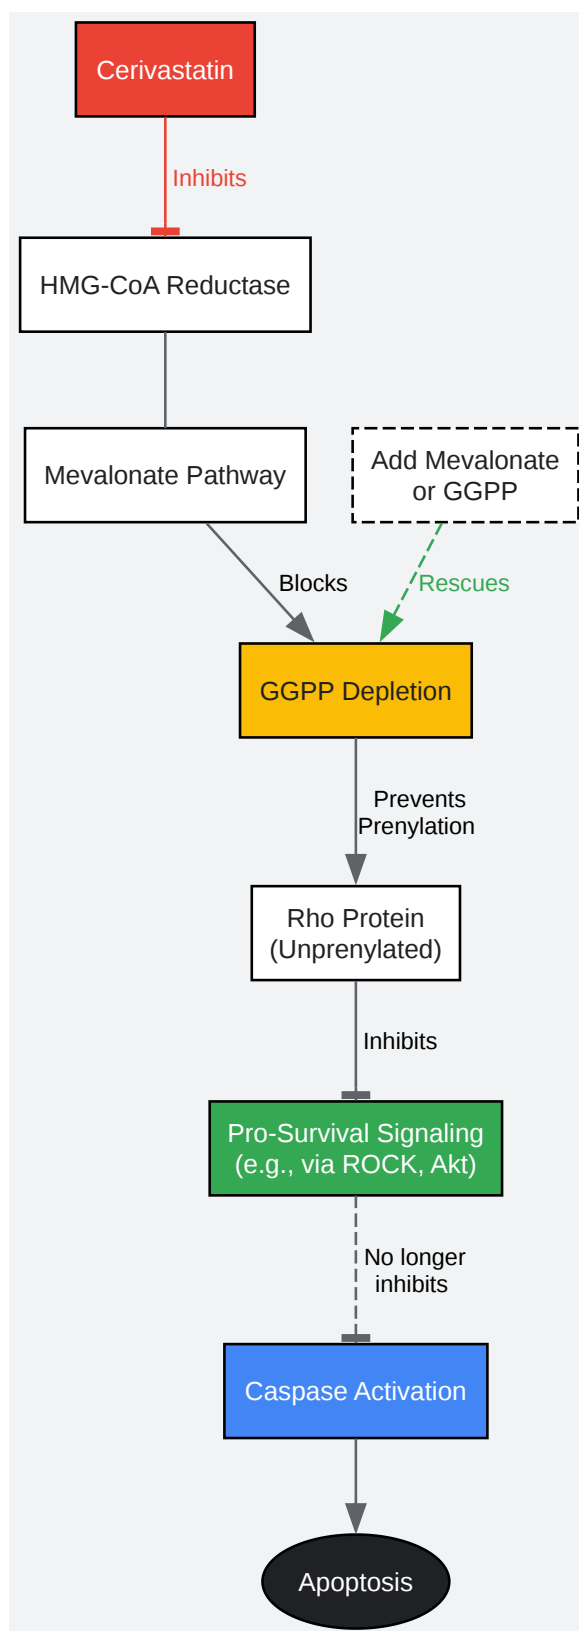 Cerivastatin
Inhibits
HMG-CoA Reductase
Mevalonate Pathway
Add Mevalonate
or GGPP
Blocks
Rescues
GGPP Depletion
Prevents
Prenylation
Rho Protein
(Unprenylated)
Inhibits
Pro-Survival Signaling
(e.g., via ROCK, Akt)
No longer
inhibits
Caspase Activation
Apoptosis